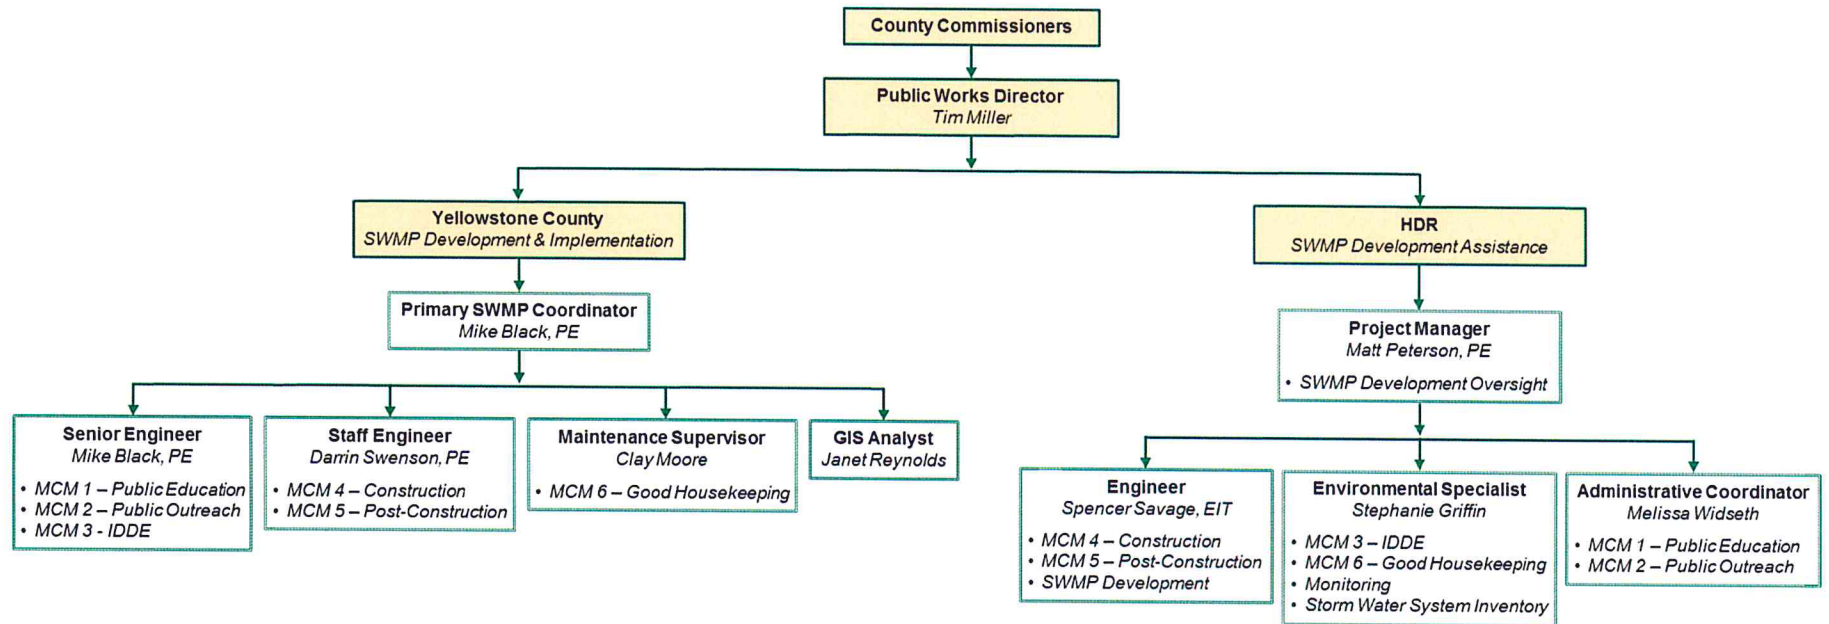 County Commissioners
Public Works Director
Tim Miller
Yellowstone County
SWMP Development & Implementation
HDR
SWMP Development Assistance
Primary SWMP Coordinator
Mike Black, PE
Project Manager
Matt Peterson, PE
• SWMP Development Oversight
Senior Engineer
Mike Black, PE
• MCM 1 – Public Education
• MCM 2 – Public Outreach
• MCM 3 - IDDE
Staff Engineer
Darrin Swenson, PE
• MCM 4 – Construction
• MCM 5 – Post-Construction
Maintenance Supervisor
Clay Moore
• MCM 6 – Good Housekeeping
GIS Analyst
Janet Reynolds
Engineer
Spencer Savage, EIT
• MCM 4 – Construction
• MCM 5 – Post-Construction
• SWMP Development
Environmental Specialist
Stephanie Griffin
• MCM 3 – IDDE
• MCM 6 – Good Housekeeping
• Monitoring
• Storm Water System Inventory
Administrative Coordinator
Melissa Widseth
• MCM 1 – Public Education
• MCM 2 – Public Outreach